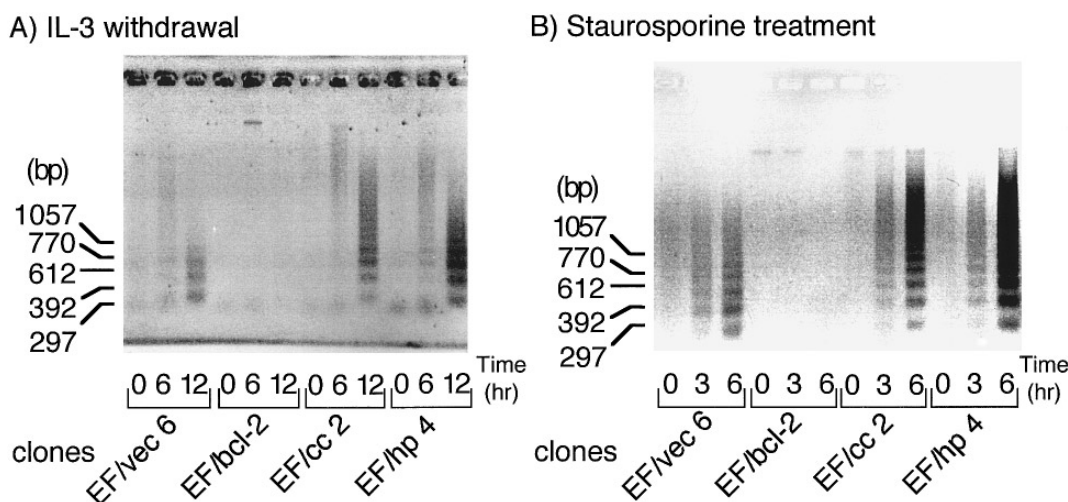 A) IL-3 withdrawal
(bp)
1057
770
612
392
297
0 6 12 0 6 12 0 6 12 0 6 12 Time (hr)
clones EF/vec 6 EF/bcl-2 EF/cc 2 EF/hp 4
B) Staurosporine treatment
(bp)
1057
770
612
392
297
0 3 6 0 3 6 0 3 6 0 3 6 Time (hr)
clones EF/vec 6 EF/bcl-2 EF/cc 2 EF/hp 4